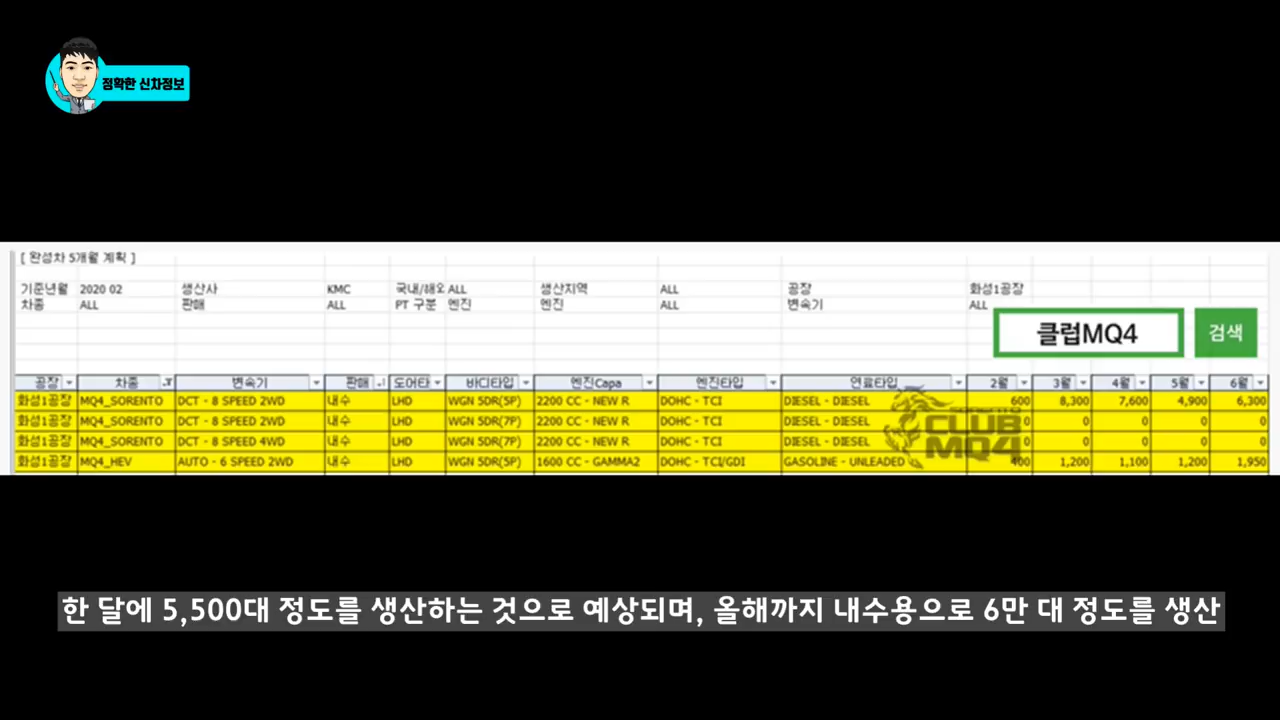 정확한 신차정보
[ 완성차 5개월 계획 ]
기준년월 2020 02 생산사 KMC 국내/해외 ALL 생산지역 ALL 공장 화성1공장
차종 ALL 판매 ALL PT 구분 엔진 엔진 ALL 변속기 ALL
클럽MQ4 검색
공장 차종 변속기 판매 도어타 바디타입 엔진Capa 엔진타입 연료타입 2월 3월 4월 5월 6월
화성1공장 MQ4_SORENTO DCT - 8 SPEED 2WD 내수 LHD WGN 5DR(5P) 2200 CC - NEW R DOHC - TCI DIESEL - DIESEL 600 8,300 7,600 4,900 6,300
화성1공장 MQ4_SORENTO DCT - 8 SPEED 2WD 내수 LHD WGN 5DR(7P) 2200 CC - NEW R DOHC - TCI DIESEL - DIESEL 0 0 0 0 0
화성1공장 MQ4_SORENTO DCT - 8 SPEED 4WD 내수 LHD WGN 5DR(7P) 2200 CC - NEW R DOHC - TCI DIESEL - DIESEL 0 0 0 0 0
화성1공장 MQ4_HEV AUTO - 6 SPEED 2WD 내수 LHD WGN 5DR(5P) 1600 CC - GAMMA2 DOHC - TCI/GDI GASOLINE - UNLEADED 400 1,200 1,100 1,200 1,950
SORENTO
CLUB
MQ4
한 달에 5,500대 정도를 생산하는 것으로 예상되며, 올해까지 내수용으로 6만 대 정도를 생산